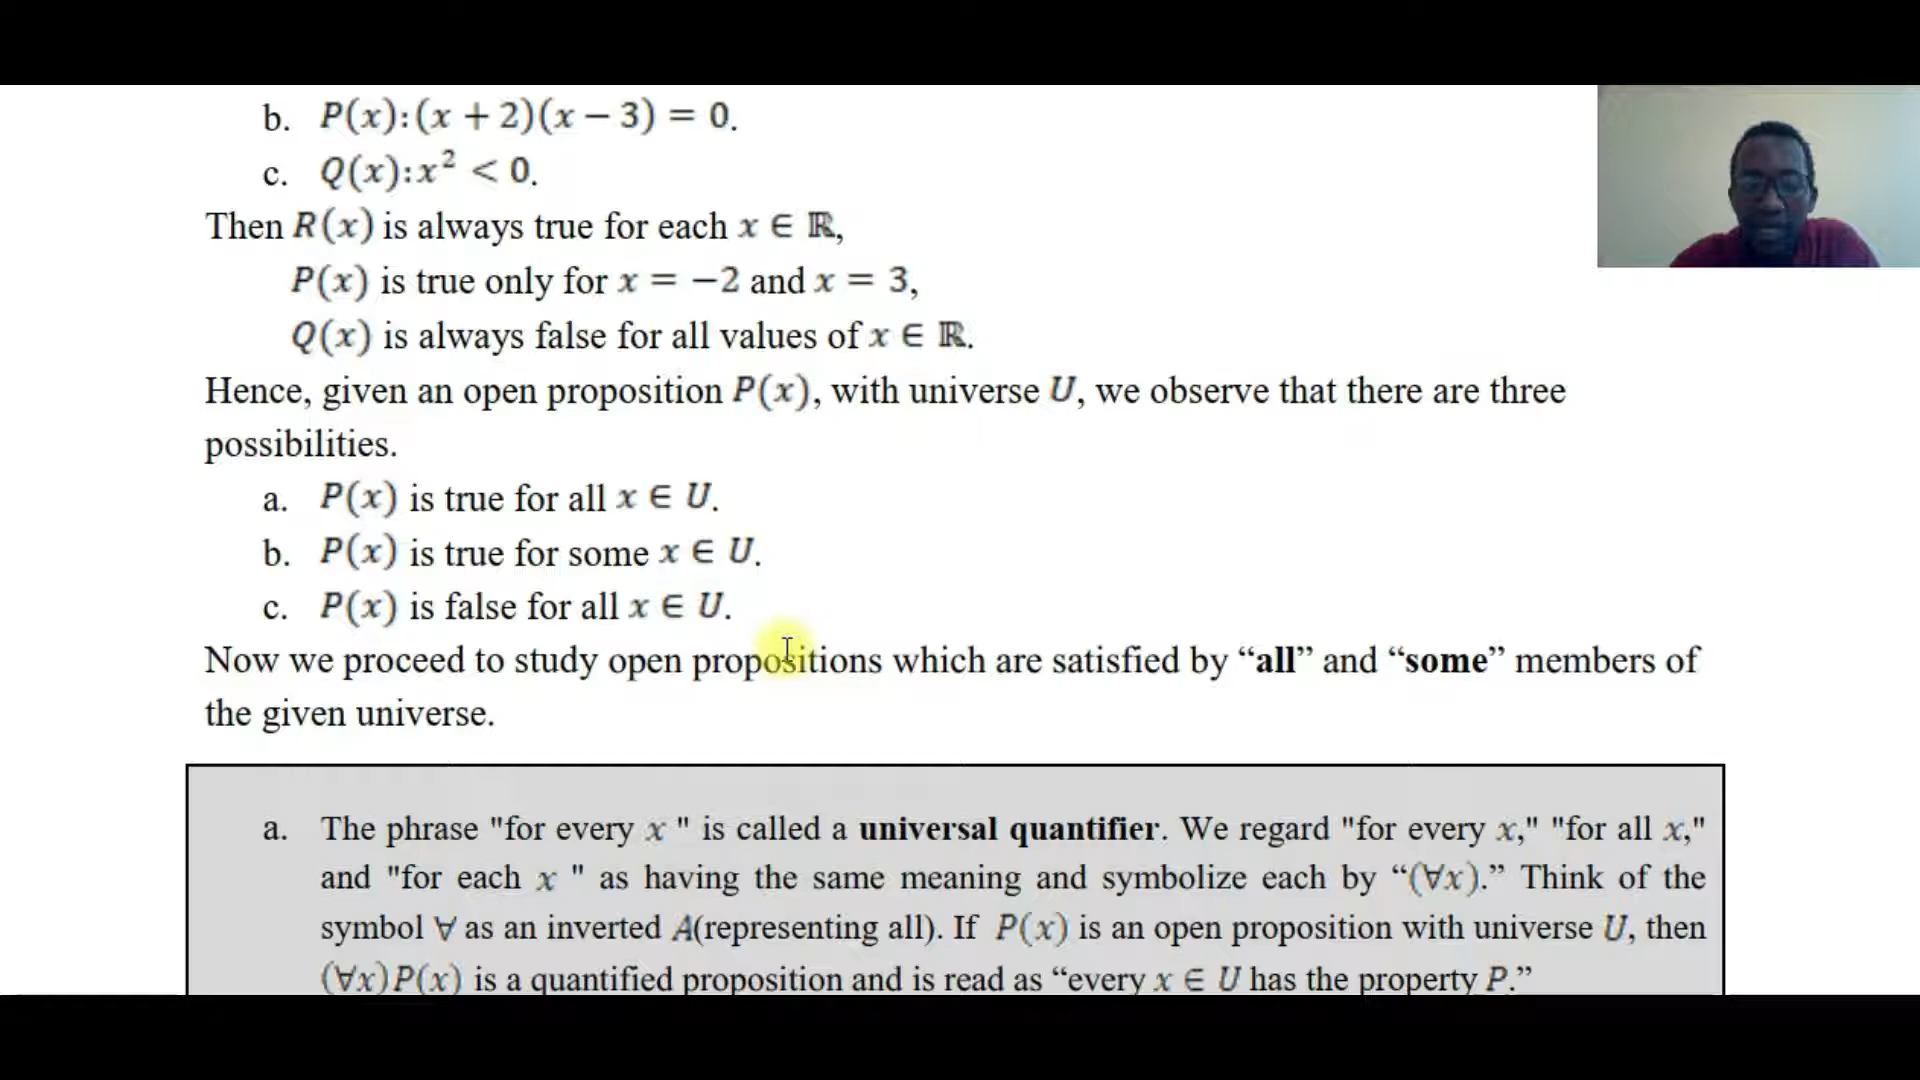 b. P(x):(x + 2)(x − 3) = 0.
c. Q(x):x² < 0.
Then R(x) is always true for each x ∈ ℝ,
P(x) is true only for x = −2 and x = 3,
Q(x) is always false for all values of x ∈ ℝ.
Hence, given an open proposition P(x), with universe U, we observe that there are three
possibilities.
a. P(x) is true for all x ∈ U.
b. P(x) is true for some x ∈ U.
c. P(x) is false for all x ∈ U.
Now we proceed to study open propositions which are satisfied by “all” and “some” members of
the given universe.
a. The phrase "for every x " is called a universal quantifier. We regard "for every x," "for all x,"
and "for each x " as having the same meaning and symbolize each by “(∀x).” Think of the
symbol ∀ as an inverted A(representing all). If P(x) is an open proposition with universe U, then
(∀x)P(x) is a quantified proposition and is read as “every x ∈ U has the property P.”